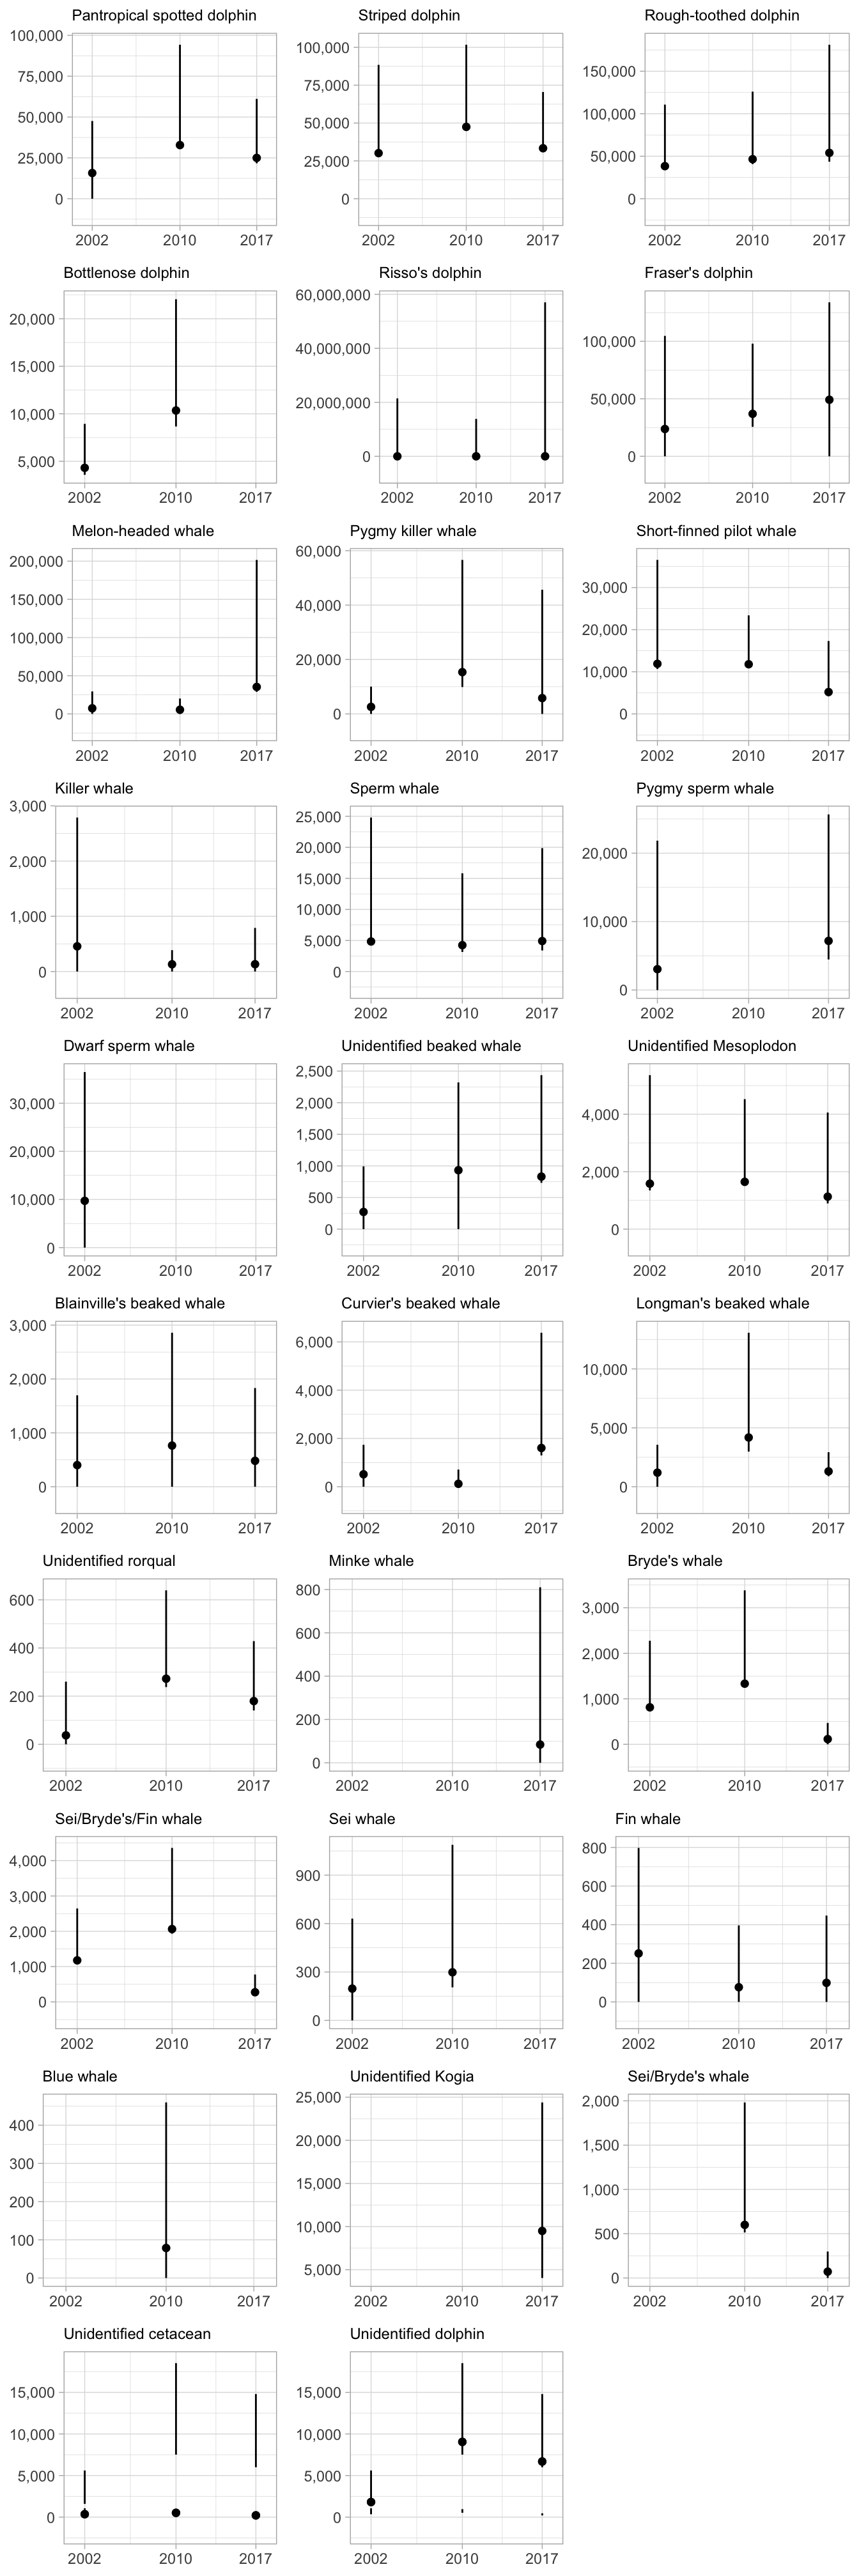 Pantropical spotted dolphin
100,000
75,000
50,000
25,000
0
2002 2010 2017
Striped dolphin
100,000
75,000
50,000
25,000
0
2002 2010 2017
Rough-toothed dolphin
150,000
100,000
50,000
0
2002 2010 2017
Bottlenose dolphin
20,000
15,000
10,000
5,000
2002 2010 2017
Risso's dolphin
60,000,000
40,000,000
20,000,000
0
2002 2010 2017
Fraser's dolphin
100,000
50,000
0
2002 2010 2017
Melon-headed whale
200,000
150,000
100,000
50,000
0
2002 2010 2017
Pygmy killer whale
60,000
40,000
20,000
0
2002 2010 2017
Short-finned pilot whale
30,000
20,000
10,000
0
2002 2010 2017
Killer whale
3,000
2,000
1,000
0
2002 2010 2017
Sperm whale
25,000
20,000
15,000
10,000
5,000
0
2002 2010 2017
Pygmy sperm whale
20,000
10,000
0
2002 2010 2017
Dwarf sperm whale
30,000
20,000
10,000
0
2002 2010 2017
Unidentified beaked whale
2,500
2,000
1,500
1,000
500
0
2002 2010 2017
Unidentified Mesoplodon
4,000
2,000
0
2002 2010 2017
Blainville's beaked whale
3,000
2,000
1,000
0
2002 2010 2017
Curvier's beaked whale
6,000
4,000
2,000
0
2002 2010 2017
Longman's beaked whale
10,000
5,000
0
2002 2010 2017
Unidentified rorqual
600
400
200
0
2002 2010 2017
Minke whale
800
600
400
200
0
2002 2010 2017
Bryde's whale
3,000
2,000
1,000
0
2002 2010 2017
Sei/Bryde's/Fin whale
4,000
3,000
2,000
1,000
0
2002 2010 2017
Sei whale
900
600
300
0
2002 2010 2017
Fin whale
800
600
400
200
0
2002 2010 2017
Blue whale
400
300
200
100
0
2002 2010 2017
Unidentified Kogia
25,000
20,000
15,000
10,000
5,000
2002 2010 2017
Sei/Bryde's whale
2,000
1,500
1,000
500
0
2002 2010 2017
Unidentified cetacean
15,000
10,000
5,000
0
2002 2010 2017
Unidentified dolphin
15,000
10,000
5,000
0
2002 2010 2017